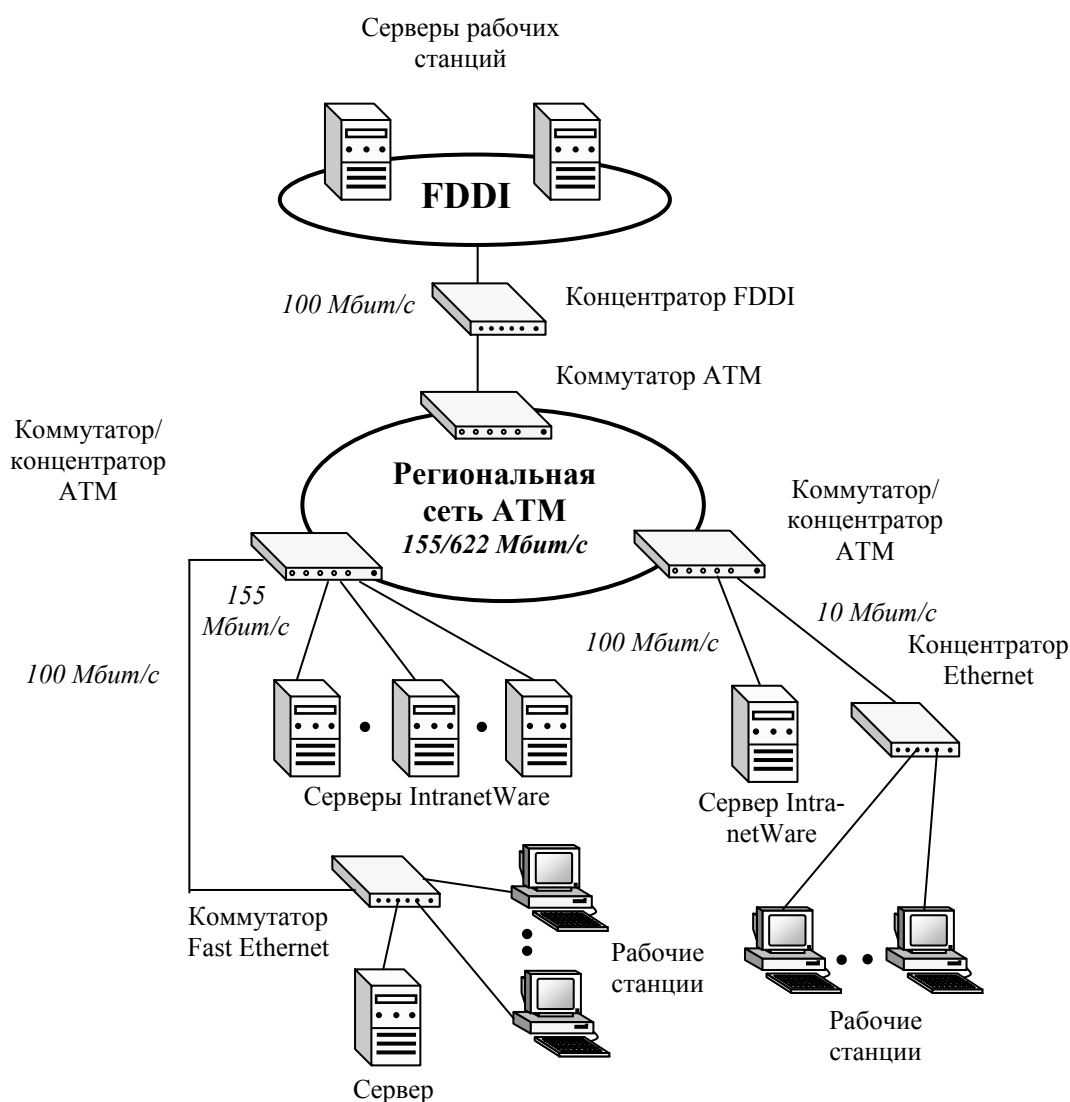 Серверы рабочих
станций
FDDI
100 Мбит/с
Концентратор FDDI
Коммутатор ATM
Коммутатор/
концентратор
ATM
Региональная
сеть ATM
155/622 Мбит/с
Коммутатор/
концентратор
ATM
155
Мбит/с
100 Мбит/с
10 Мбит/с
Концентратор
Ethernet
100 Мбит/с
Серверы IntranetWare
Сервер Intra-
netWare
Коммутатор
Fast Ethernet
Рабочие
станции
Рабочие
станции
Сервер